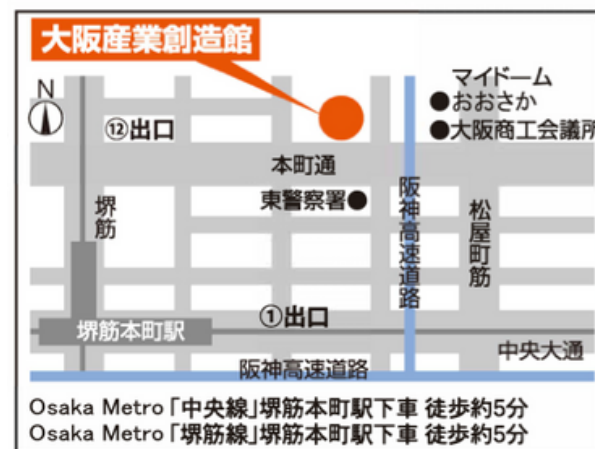 大阪産業創造館
N
マイドーム
●おおさか
⑫出口
●大阪商工会議所
本町通
東警察署●
堺筋
阪神高速道路
松屋町筋
①出口
堺筋本町駅
中央大通
阪神高速道路
Osaka Metro「中央線」堺筋本町駅下車 徒歩約5分
Osaka Metro「堺筋線」堺筋本町駅下車 徒歩約5分